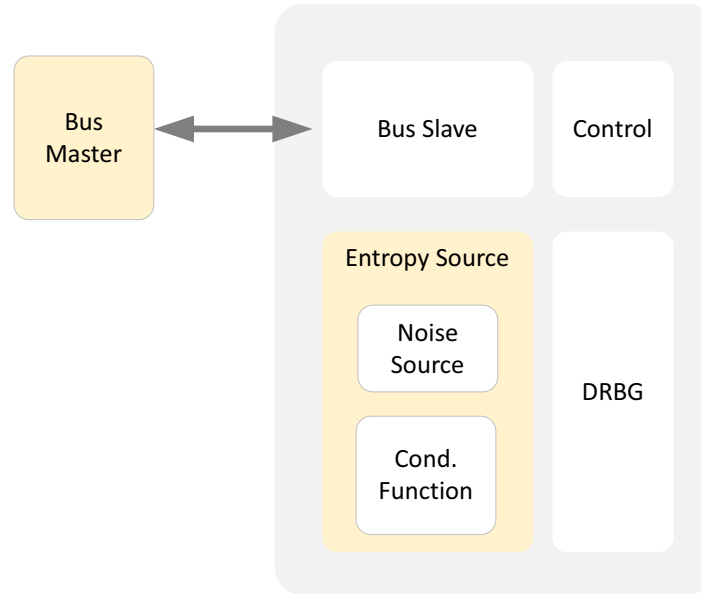 Bus
Master
Bus Slave
Control
Entropy Source
Noise
Source
Cond.
Function
DRBG